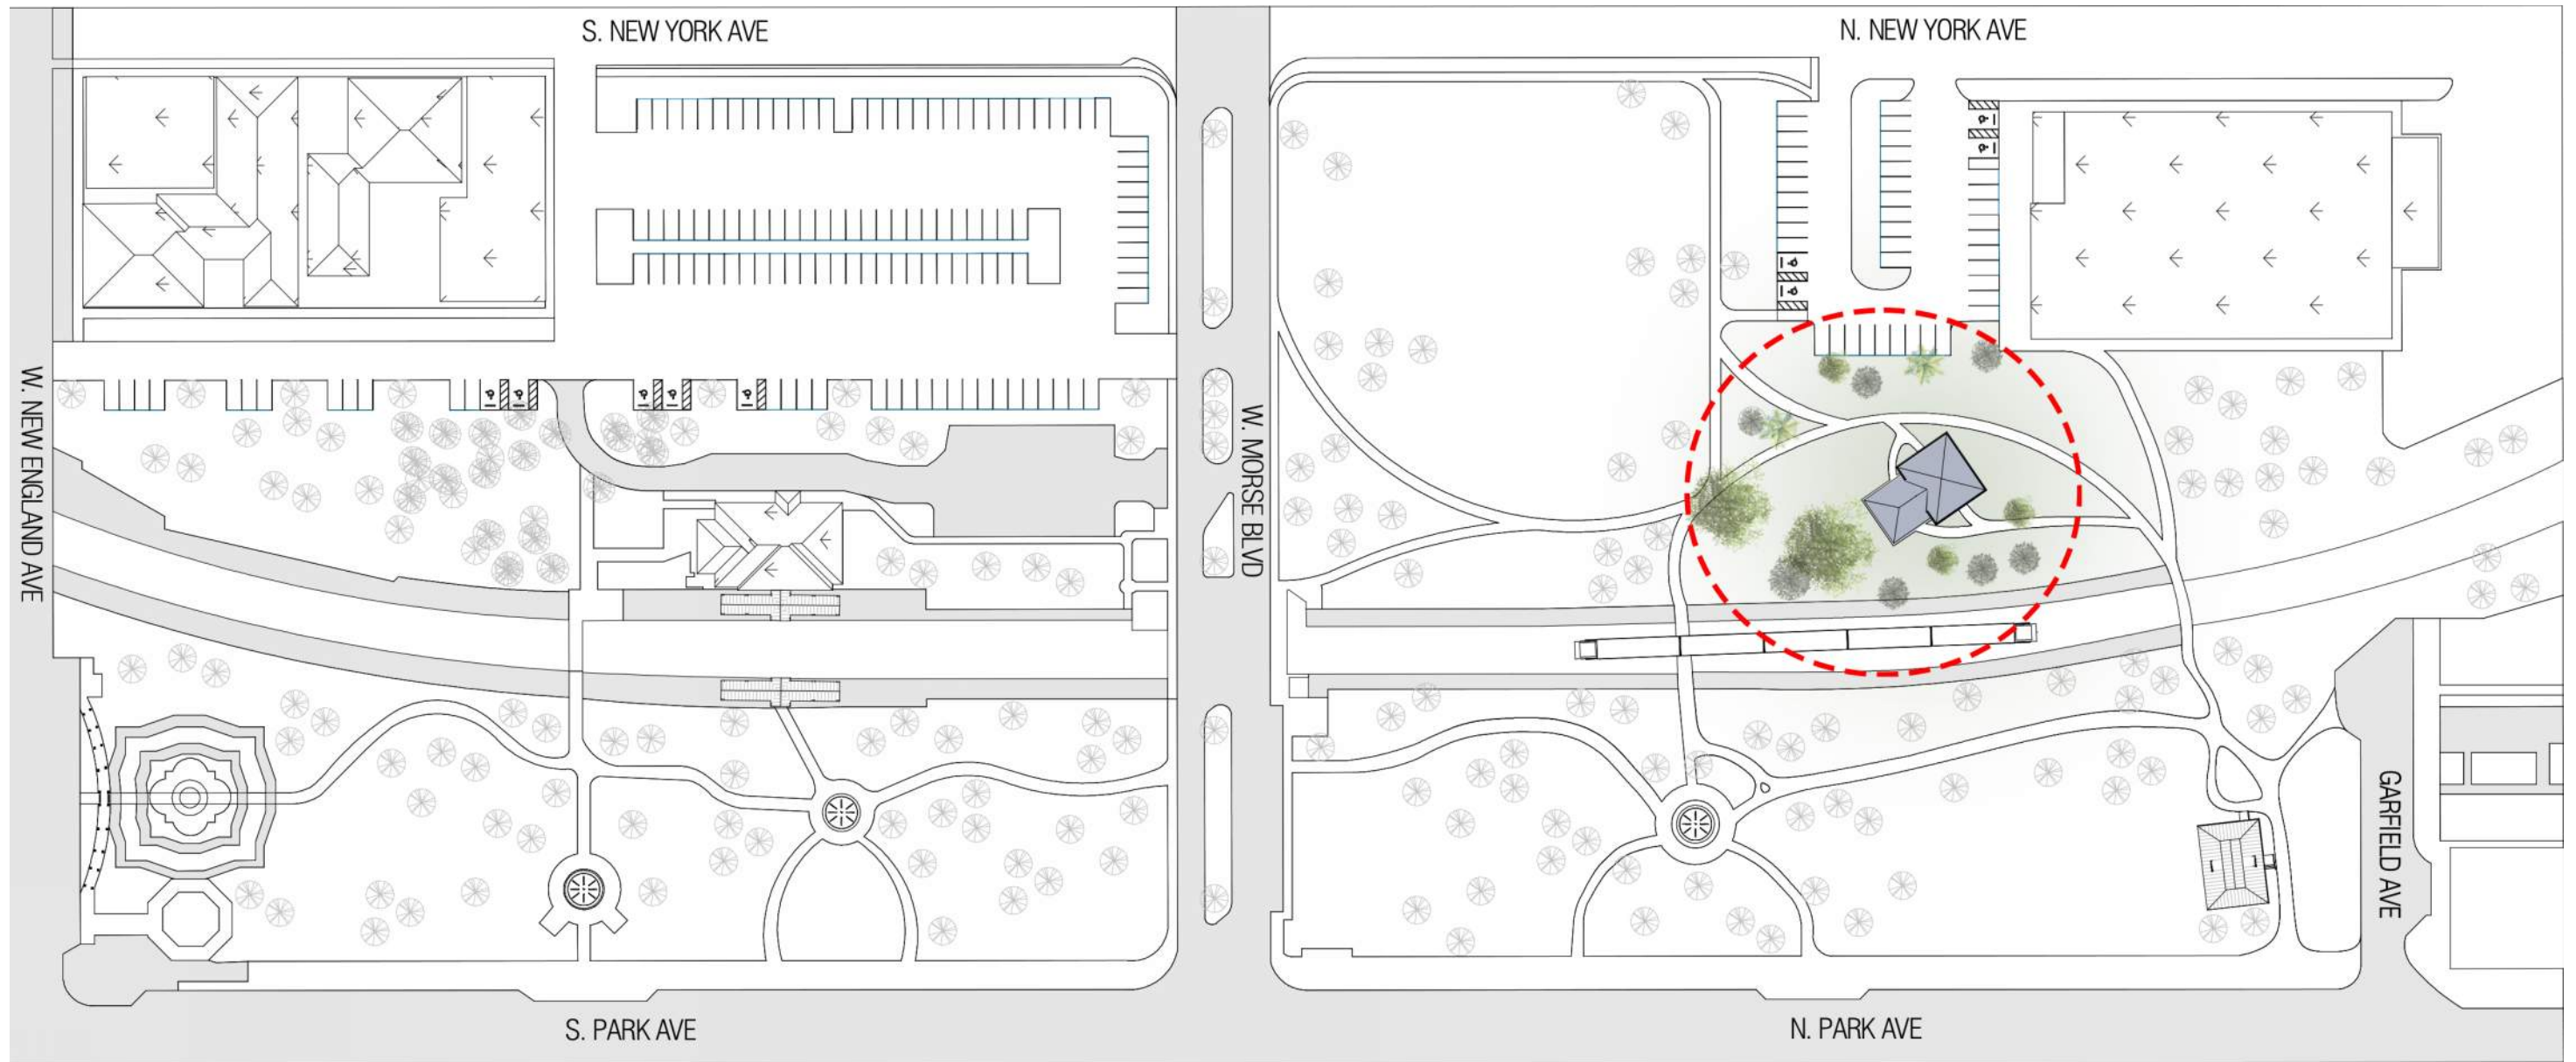 S. NEW YORK AVE
N. NEW YORK AVE
W. NEW ENGLAND AVE
W. MORSE BLVD
GARFIELD AVE
S. PARK AVE
N. PARK AVE